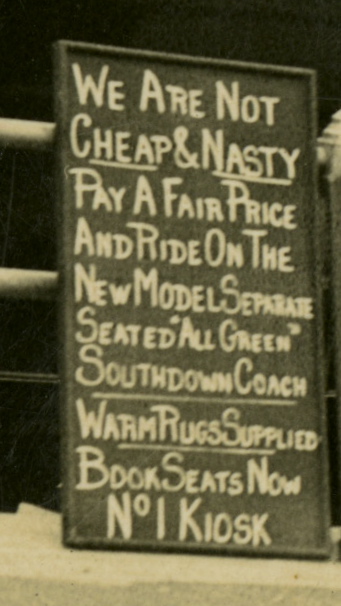 WE ARE NOT
CHEAP & NASTY
PAY A FAIR PRICE
AND RIDE ON THE
NEW MODEL SEPARATE
SEATED "ALL GREEN"
SOUTHDOWN COACH
WARM RUGS SUPPLIED
BOOK SEATS NOW
Nº 1 KIOSK